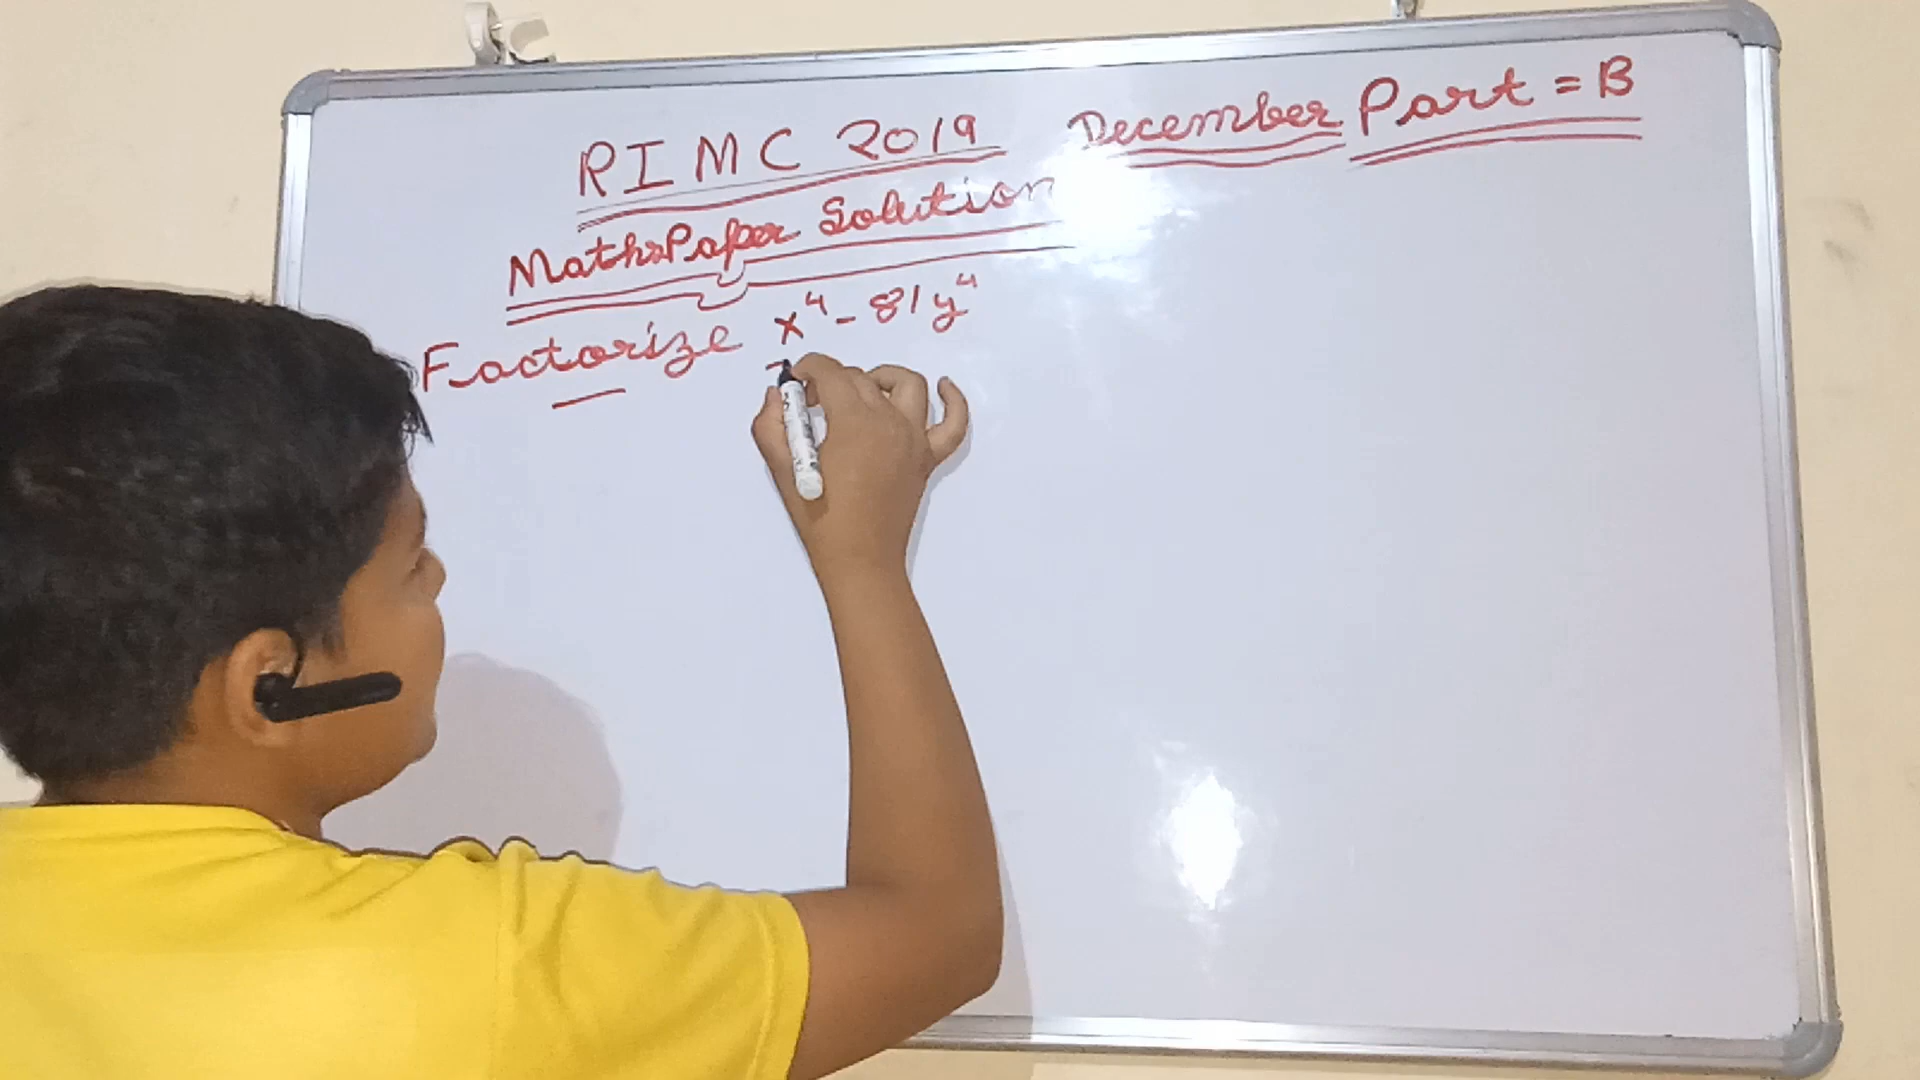 RIMC 2019 December Part = B
Maths Paper Solution
Factorize x⁴ - 81y⁴